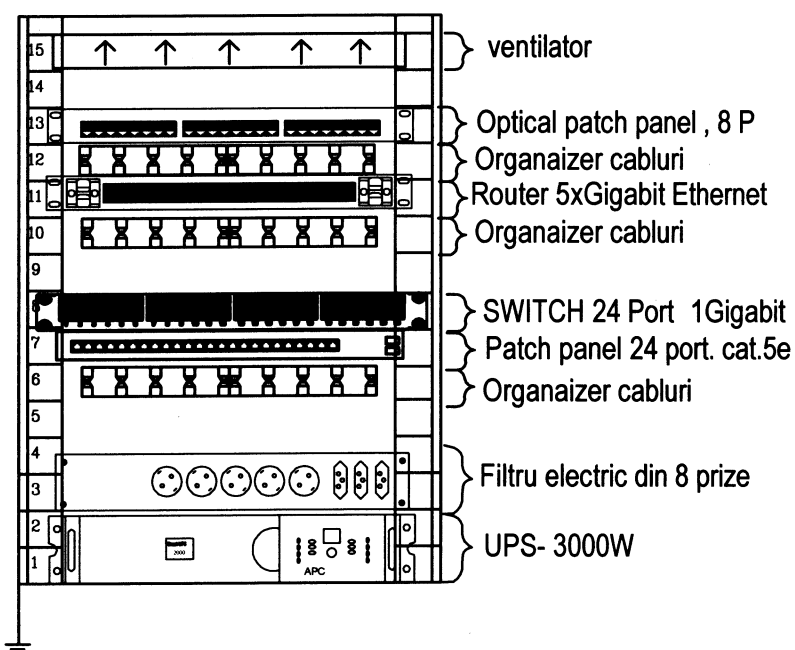 15
ventilator
14
13
Optical patch panel , 8 P
12
Organaizer cabluri
11
Router 5xGigabit Ethernet
10
Organaizer cabluri
9
8
SWITCH 24 Port 1Gigabit
7
Patch panel 24 port. cat.5e
6
Organaizer cabluri
5
4
3
Filtru electric din 8 prize
2
UPS- 3000W
2000
1
APC